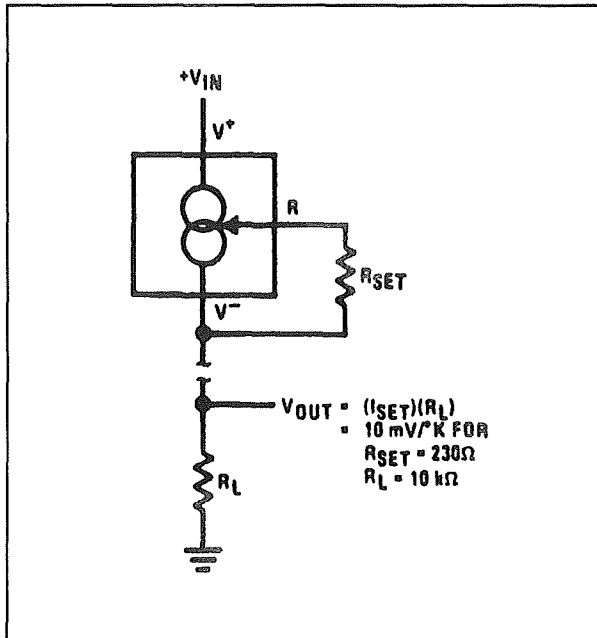 +VIN
V+
R
RSET
V−
VOUT = (ISET)(RL)
= 10 mV/°K FOR
RSET = 230Ω
RL = 10 kΩ
RL